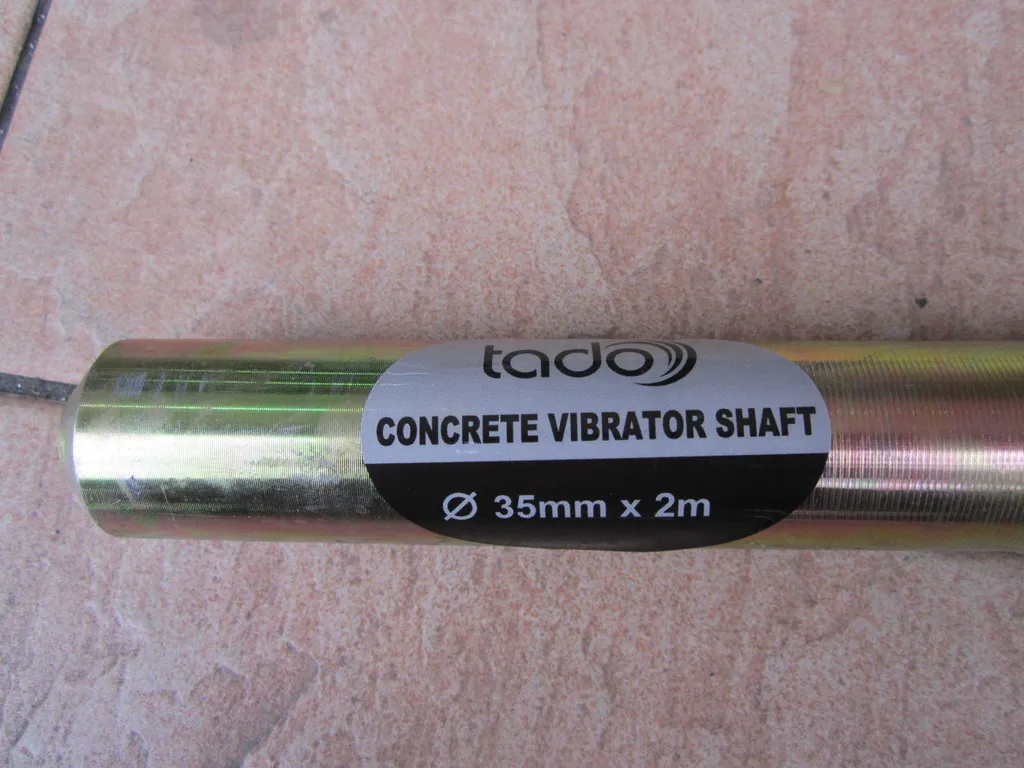 tado
CONCRETE VIBRATOR SHAFT
Ø 35mm x 2m